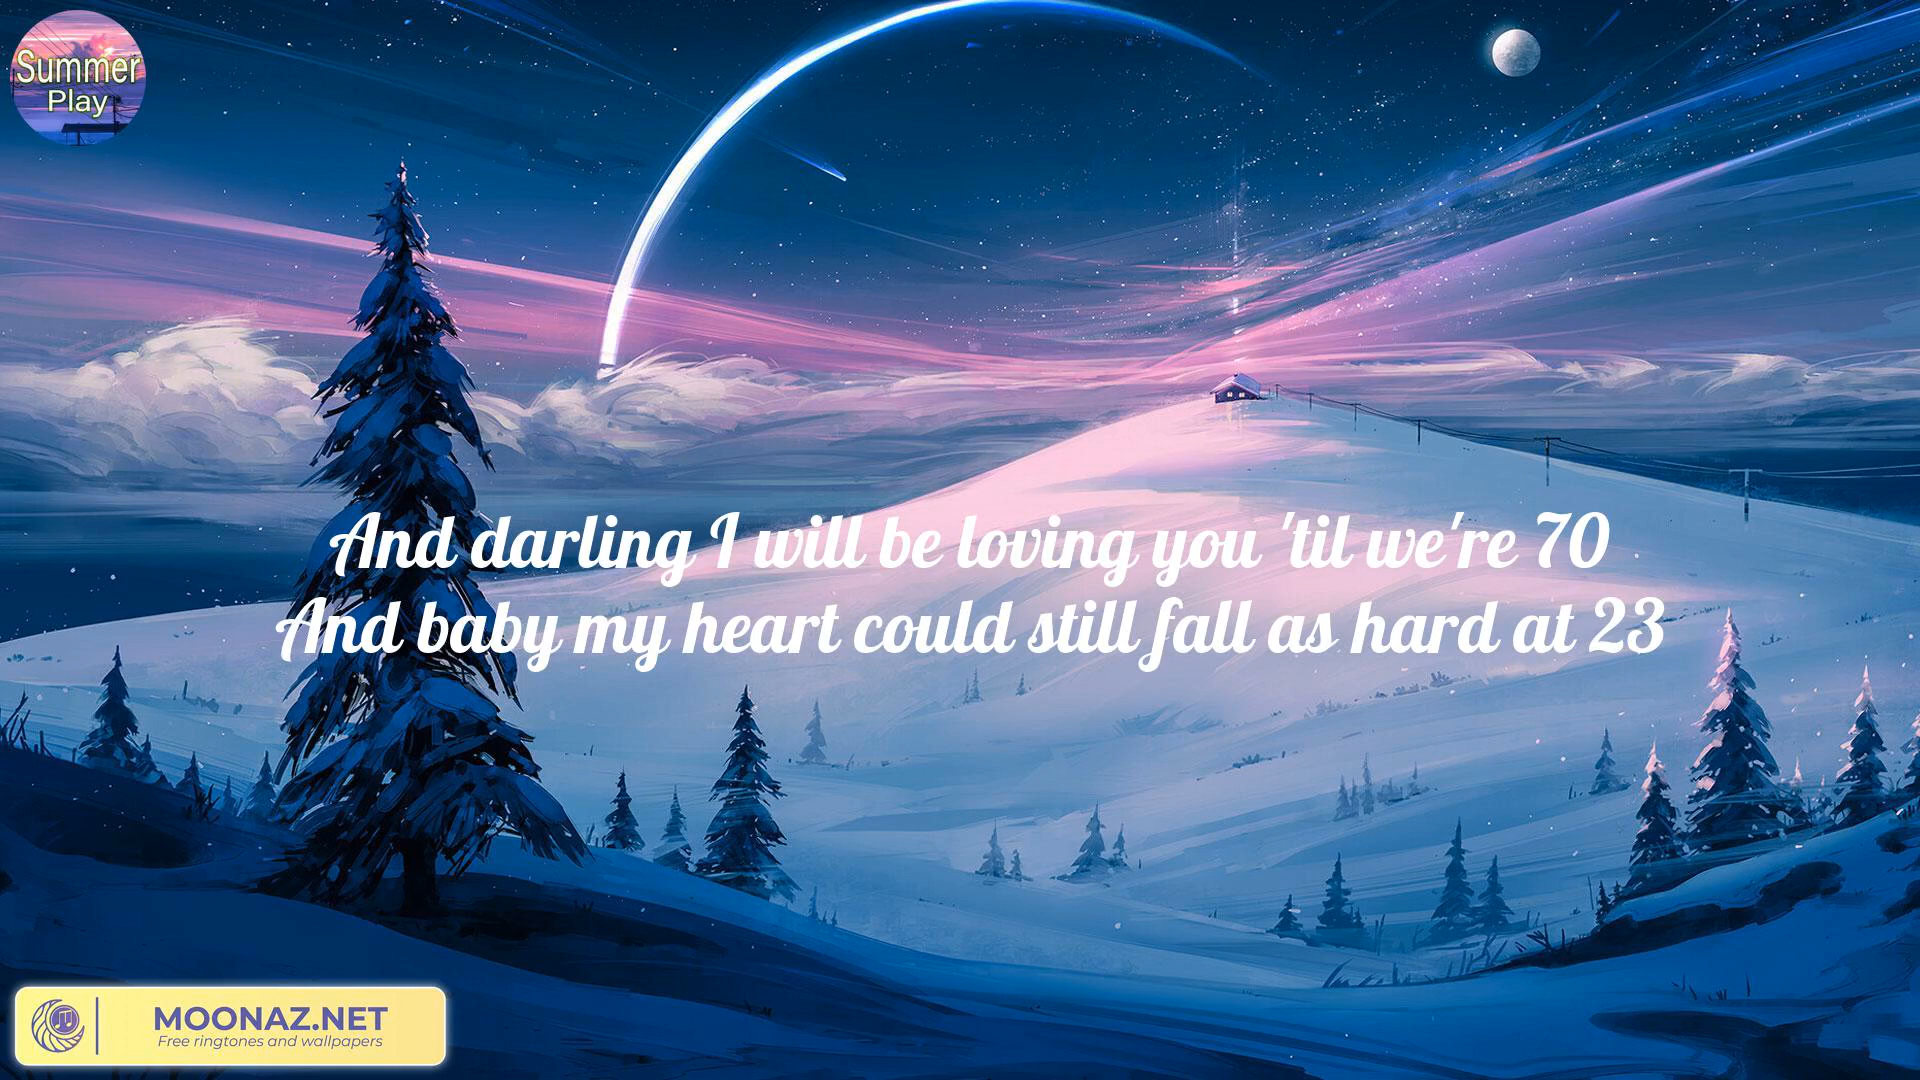 Summer
Play
And darling I will be loving you 'til we're 70
And baby my heart could still fall as hard at 23
MOONAZ.NET
Free ringtones and wallpapers